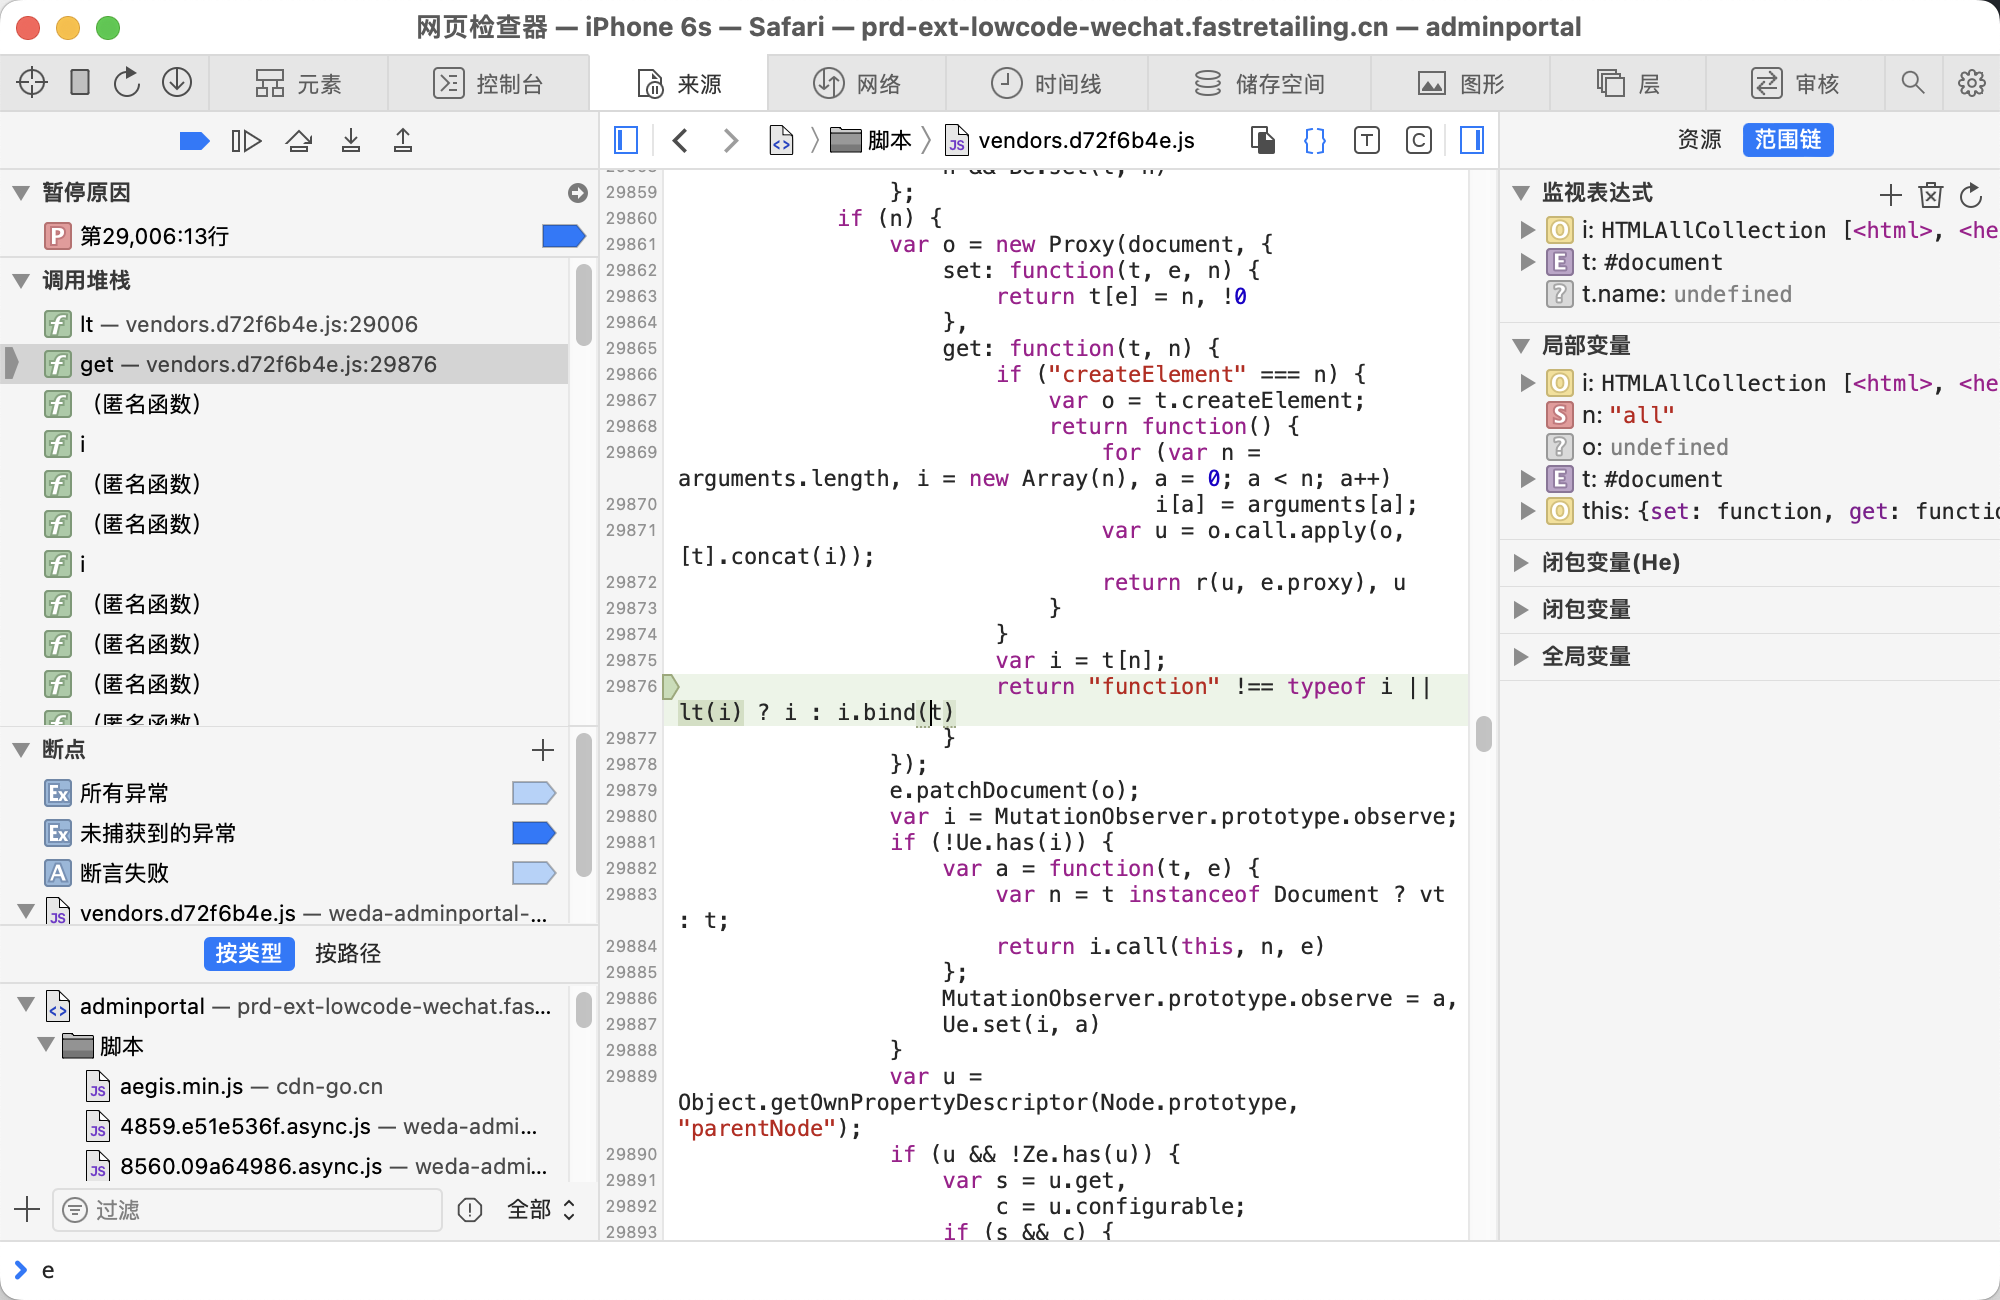 网页检查器 — iPhone 6s — Safari — prd-ext-lowcode-wechat.fastretailing.cn — adminportal
元素
控制台
来源
网络
时间线
储存空间
图形
层
审核
脚本
vendors.d72f6b4e.js
T
C
资源
范围链
暂停原因
P 第29,006:13行
调用堆栈
f lt — vendors.d72f6b4e.js:29006
f get — vendors.d72f6b4e.js:29876
f （匿名函数）
f i
f （匿名函数）
f （匿名函数）
f i
f （匿名函数）
f （匿名函数）
f （匿名函数）
f （匿名函数）
断点
Ex 所有异常
Ex 未捕获到的异常
A 断言失败
JS vendors.d72f6b4e.js — weda-adminportal-...
按类型 按路径
adminportal — prd-ext-lowcode-wechat.fas...
脚本
JS aegis.min.js — cdn-go.cn
JS 4859.e51e536f.async.js — weda-admi...
JS 8560.09a64986.async.js — weda-admi...
过滤
全部
29859 };
29860 if (n) {
29861 var o = new Proxy(document, {
29862 set: function(t, e, n) {
29863 return t[e] = n, !0
29864 },
29865 get: function(t, n) {
29866 if ("createElement" === n) {
29867 var o = t.createElement;
29868 return function() {
29869 for (var n =
arguments.length, i = new Array(n), a = 0; a < n; a++)
29870 i[a] = arguments[a];
29871 var u = o.call.apply(o,
[t].concat(i));
29872 return r(u, e.proxy), u
29873 }
29874 }
29875 var i = t[n];
29876 return "function" !== typeof i ||
lt(i) ? i : i.bind(t)
29877 }
29878 });
29879 e.patchDocument(o);
29880 var i = MutationObserver.prototype.observe;
29881 if (!Ue.has(i)) {
29882 var a = function(t, e) {
29883 var n = t instanceof Document ? vt
: t;
29884 return i.call(this, n, e)
29885 };
29886 MutationObserver.prototype.observe = a,
29887 Ue.set(i, a)
29888 }
29889 var u =
Object.getOwnPropertyDescriptor(Node.prototype,
"parentNode");
29890 if (u && !Ze.has(u)) {
29891 var s = u.get,
29892 c = u.configurable;
29893 if (s && c) {
监视表达式
O i: HTMLAllCollection [<html>, <he
E t: #document
? t.name: undefined
局部变量
O i: HTMLAllCollection [<html>, <he
S n: "all"
? o: undefined
E t: #document
O this: {set: function, get: functio
闭包变量(He)
闭包变量
全局变量
e